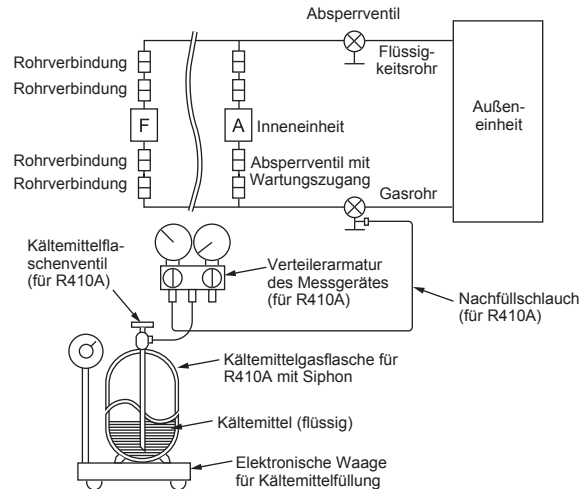 Absperrventil
Flüssig-
keitsrohr
Rohrverbindung
Rohrverbindung
Außen-
einheit
F
A
Inneneinheit
Rohrverbindung
Rohrverbindung
Absperrventil mit
Wartungszugang
Gasrohr
Kältemittelfla-
schenventil
(für R410A)
Verteilerarmatur
des Messgerätes
(für R410A)
Nachfüllschlauch
(für R410A)
Kältemittelgasflasche für
R410A mit Siphon
Kältemittel (flüssig)
Elektronische Waage
für Kältemittelfüllung